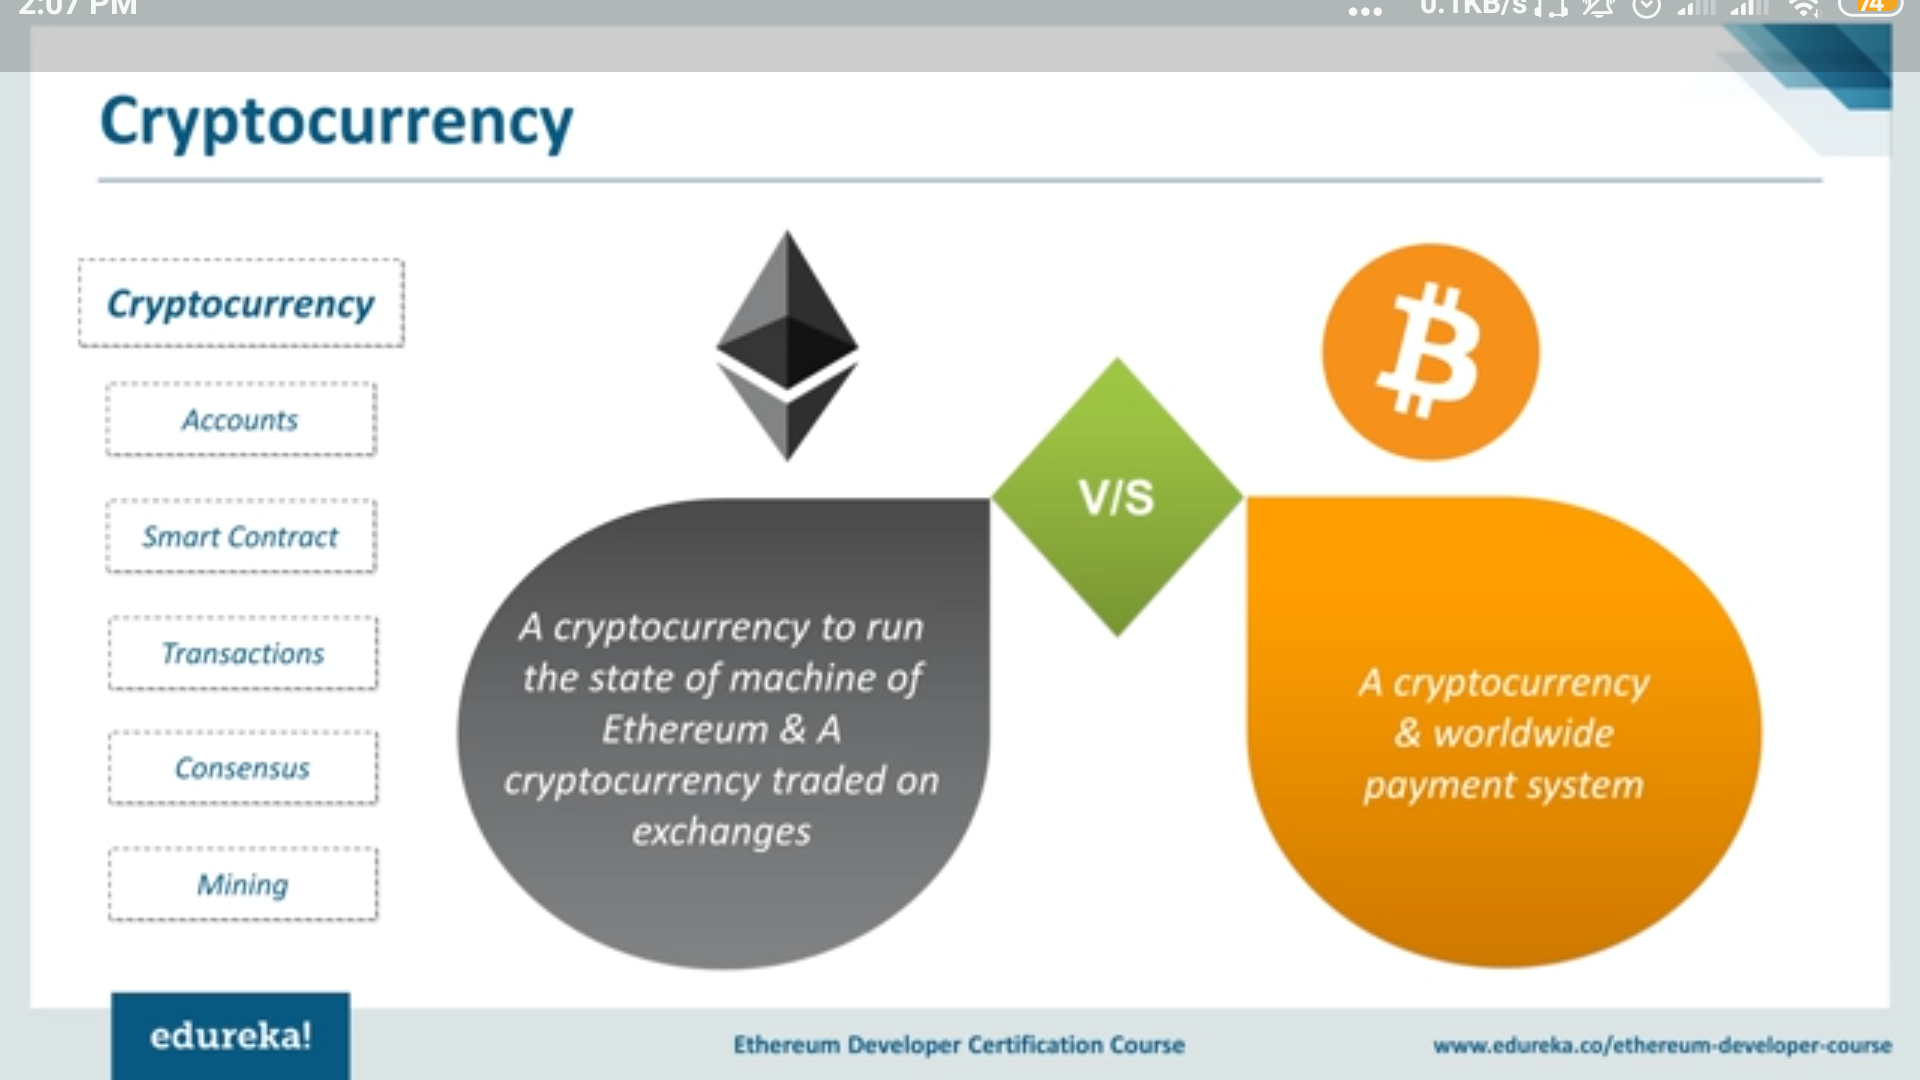 2:07 PM
... 0.1KB/s 74
Cryptocurrency
Cryptocurrency
Accounts
Smart Contract
Transactions
Consensus
Mining
V/S
A cryptocurrency to run
the state of machine of
Ethereum & A
cryptocurrency traded on
exchanges
A cryptocurrency
& worldwide
payment system
edureka!
Ethereum Developer Certification Course
www.edureka.co/ethereum-developer-course